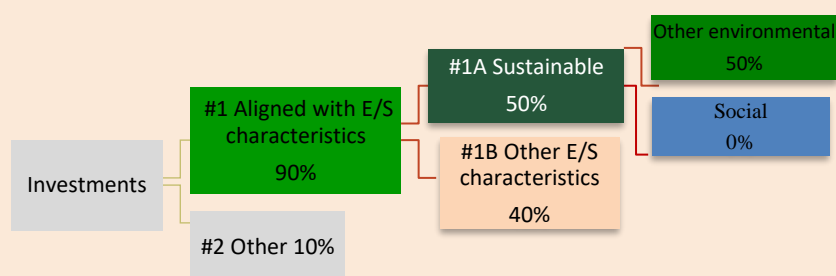 Investments
#1 Aligned with E/S
characteristics
90%
#2 Other 10%
#1A Sustainable
50%
#1B Other E/S
characteristics
40%
Other environmental
50%
Social
0%